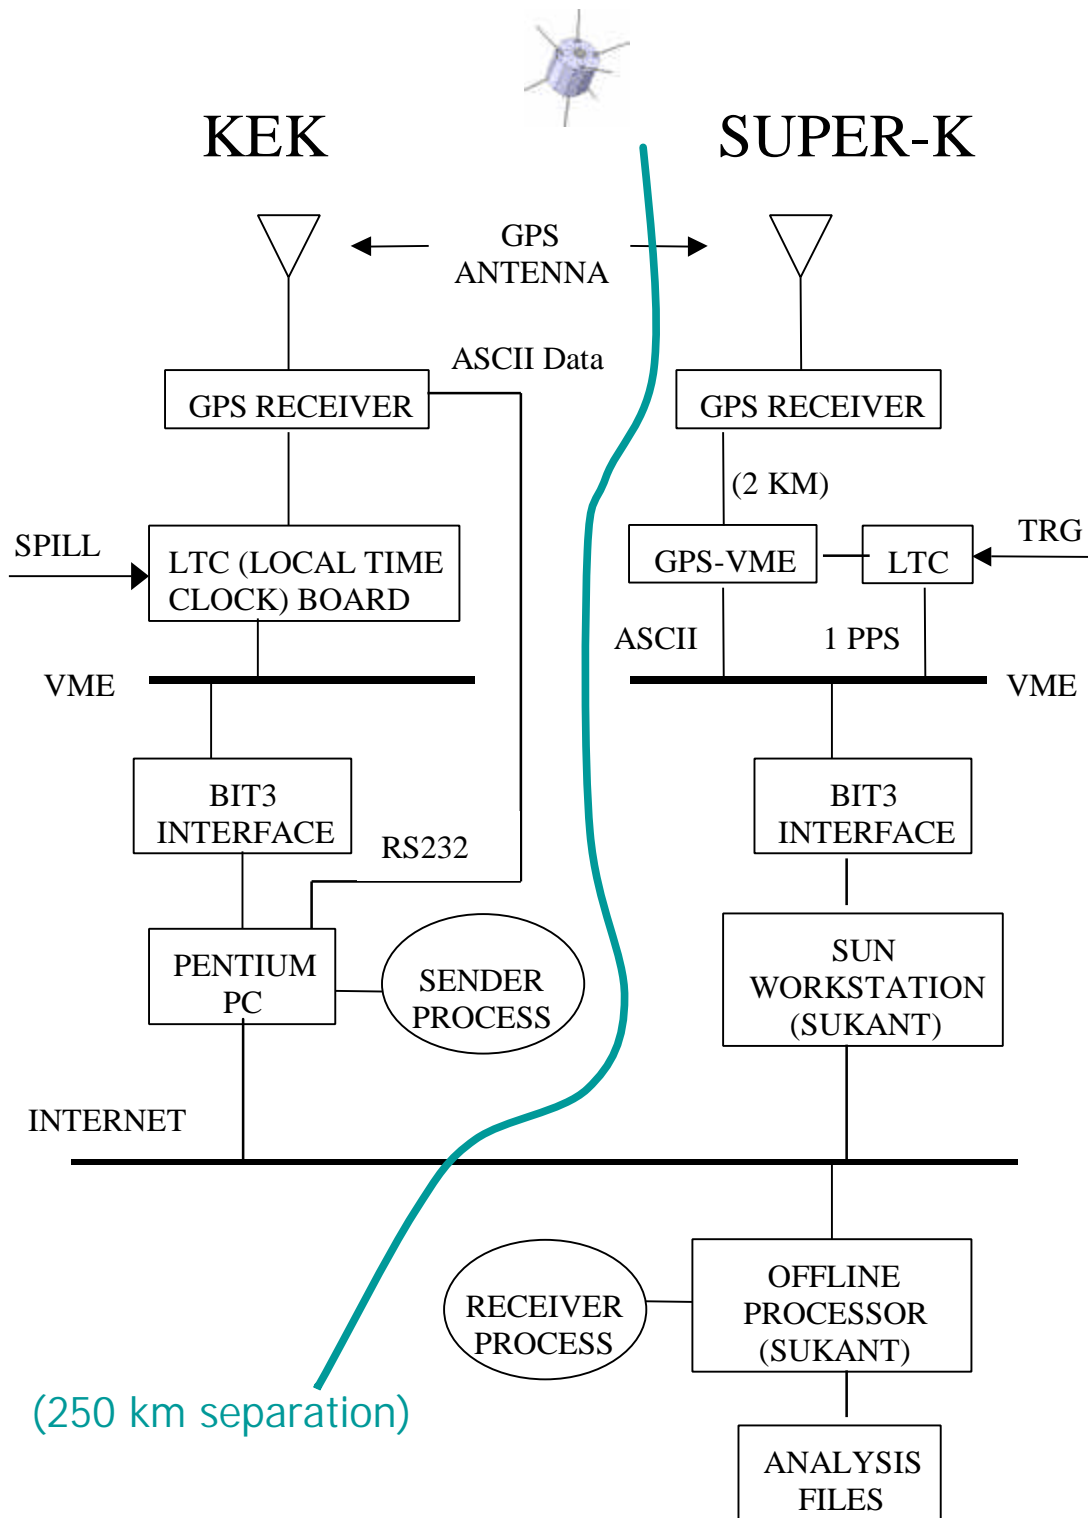 KEK
SUPER-K
GPS
ANTENNA
ASCII Data
GPS RECEIVER
GPS RECEIVER
(2 KM)
SPILL
LTC (LOCAL TIME
CLOCK) BOARD
GPS-VME
LTC
TRG
ASCII
1 PPS
VME
VME
BIT3
INTERFACE
BIT3
INTERFACE
RS232
PENTIUM
PC
SENDER
PROCESS
SUN
WORKSTATION
(SUKANT)
INTERNET
RECEIVER
PROCESS
OFFLINE
PROCESSOR
(SUKANT)
(250 km separation)
ANALYSIS
FILES